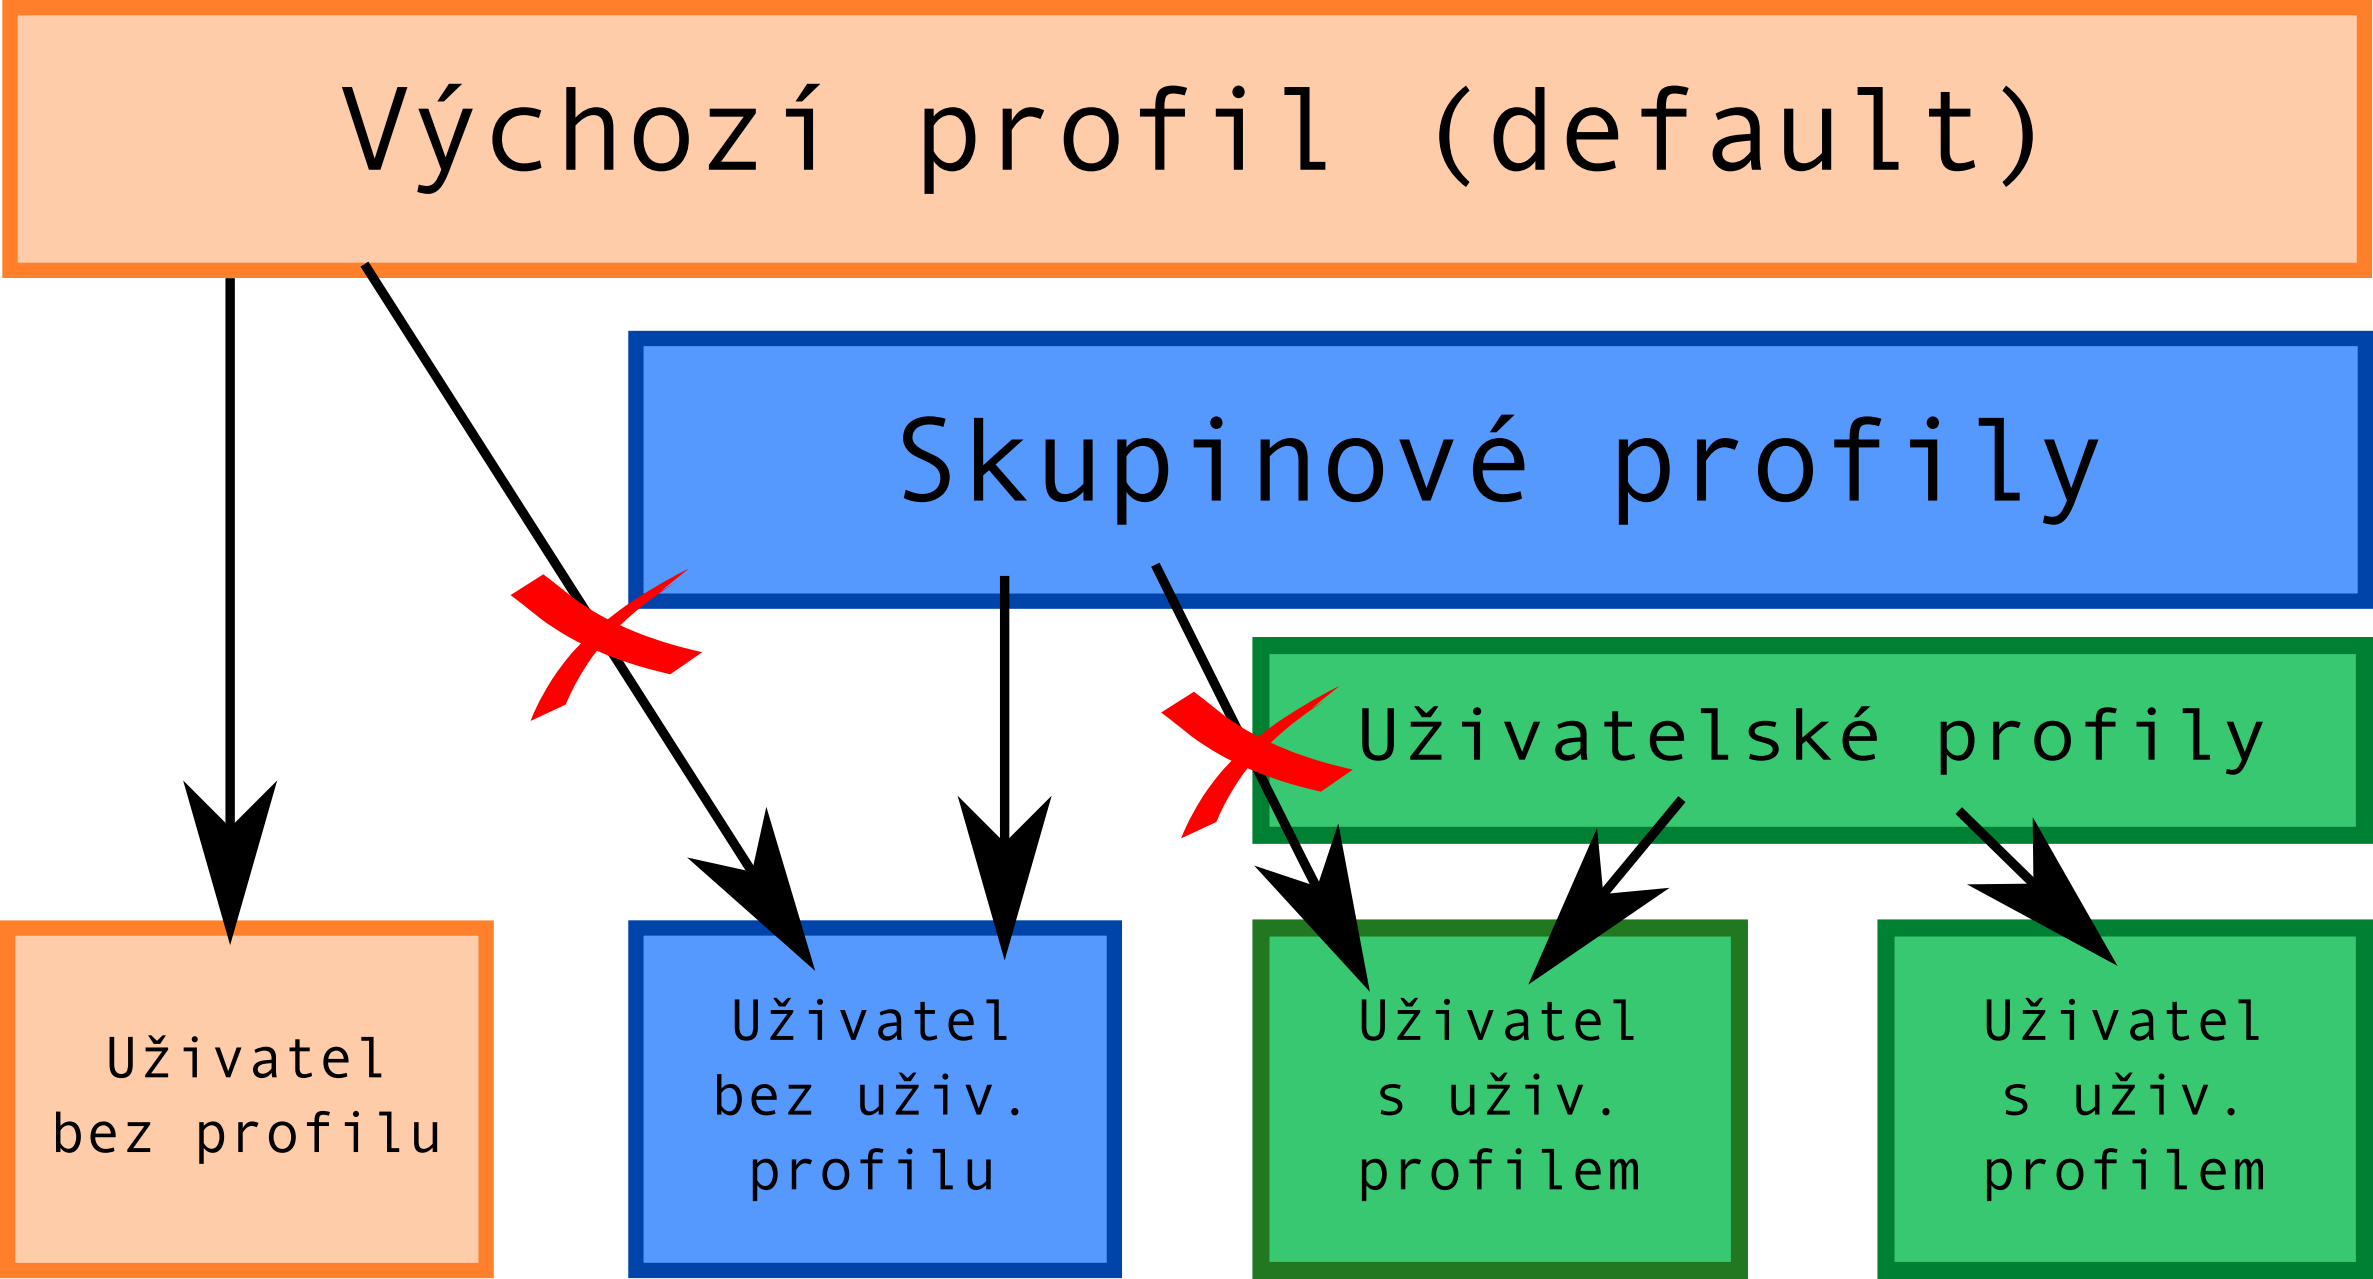 Výchozí profil (default)
Skupinové profily
Uživatelské profily
Uživatel
bez profilu
Uživatel
bez uživ.
profilu
Uživatel
s uživ.
profilem
Uživatel
s uživ.
profilem